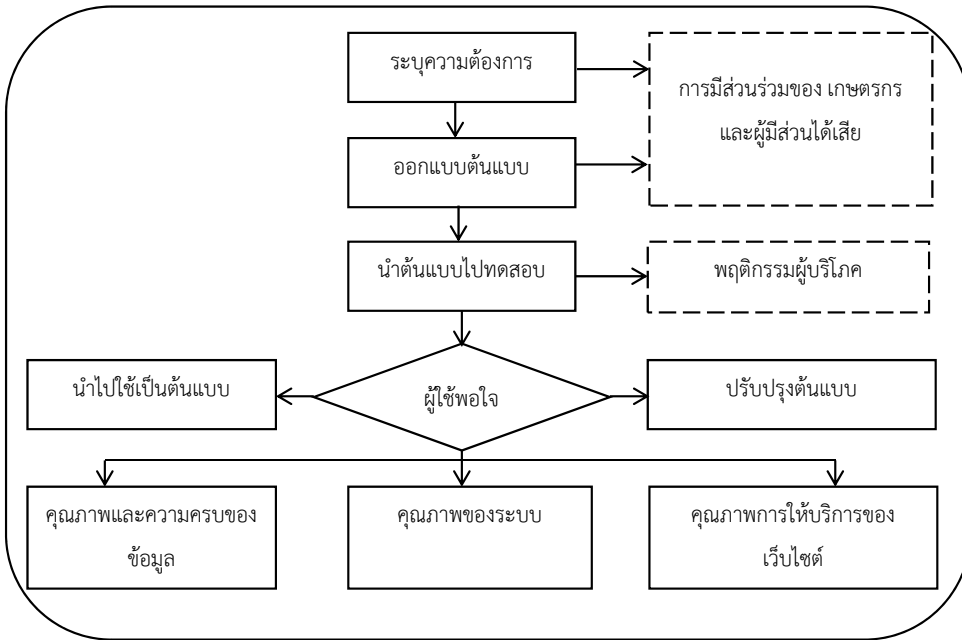 ระบุความต้องการ
การมีส่วนร่วมของ เกษตรกร
และผู้มีส่วนได้เสีย
ออกแบบต้นแบบ
นำต้นแบบไปทดสอบ
พฤติกรรมผู้บริโภค
นำไปใช้เป็นต้นแบบ
ผู้ใช้พอใจ
ปรับปรุงต้นแบบ
คุณภาพและความครบของ
ข้อมูล
คุณภาพของระบบ
คุณภาพการให้บริการของ
เว็บไซต์